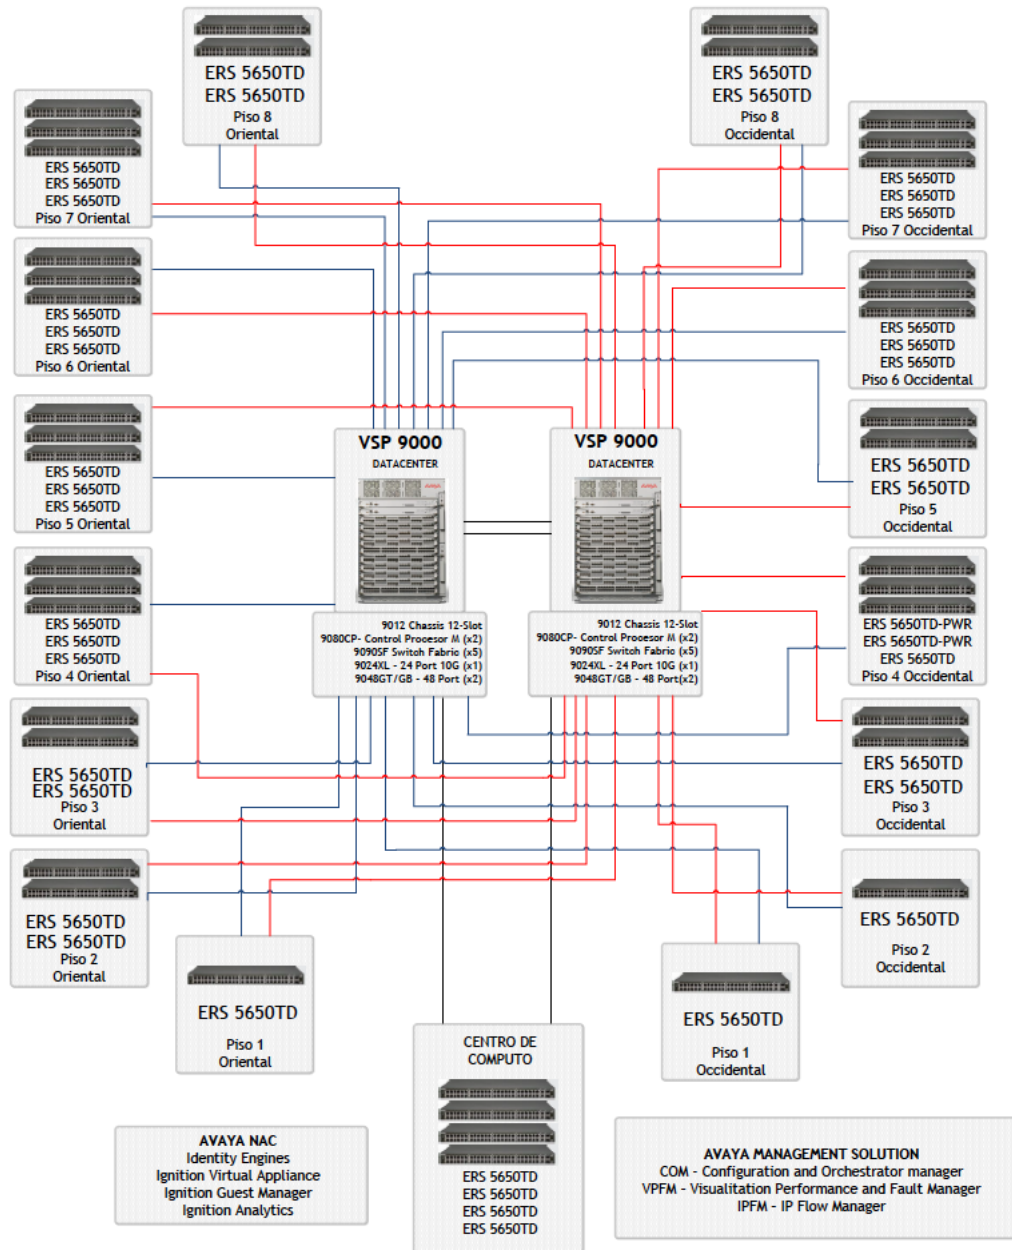 ERS 5650TD
ERS 5650TD
Piso 8
Oriental
ERS 5650TD
ERS 5650TD
Piso 8
Occidental
ERS 5650TD
ERS 5650TD
ERS 5650TD
Piso 7 Oriental
ERS 5650TD
ERS 5650TD
ERS 5650TD
Piso 7 Occidental
ERS 5650TD
ERS 5650TD
ERS 5650TD
Piso 6 Oriental
ERS 5650TD
ERS 5650TD
ERS 5650TD
Piso 6 Occidental
ERS 5650TD
ERS 5650TD
ERS 5650TD
Piso 5 Oriental
VSP 9000
DATACENTER
AVAYA
VSP 9000
DATACENTER
AVAYA
ERS 5650TD
ERS 5650TD
Piso 5
Occidental
ERS 5650TD
ERS 5650TD
ERS 5650TD
Piso 4 Oriental
9012 Chassis 12-Slot
9080CP- Control Procesor M (x2)
9090SF Switch Fabric (x5)
9024XL - 24 Port 10G (x1)
9048GT/GB - 48 Port (x2)
9012 Chassis 12-Slot
9080CP- Control Procesor M (x2)
9090SF Switch Fabric (x5)
9024XL - 24 Port 10G (x1)
9048GT/GB - 48 Port(x2)
ERS 5650TD-PWR
ERS 5650TD-PWR
ERS 5650TD
Piso 4 Occidental
ERS 5650TD
ERS 5650TD
Piso 3
Oriental
ERS 5650TD
ERS 5650TD
Piso 3
Occidental
ERS 5650TD
ERS 5650TD
Piso 2
Oriental
ERS 5650TD
Piso 2
Occidental
ERS 5650TD
Piso 1
Oriental
ERS 5650TD
Piso 1
Occidental
CENTRO DE
COMPUTO
ERS 5650TD
ERS 5650TD
ERS 5650TD
ERS 5650TD
AVAYA NAC
Identity Engines
Ignition Virtual Appliance
Ignition Guest Manager
Ignition Analytics
AVAYA MANAGEMENT SOLUTION
COM - Configuration and Orchestrator manager
VPFM - Visualitation Performance and Fault Manager
IPFM - IP Flow Manager